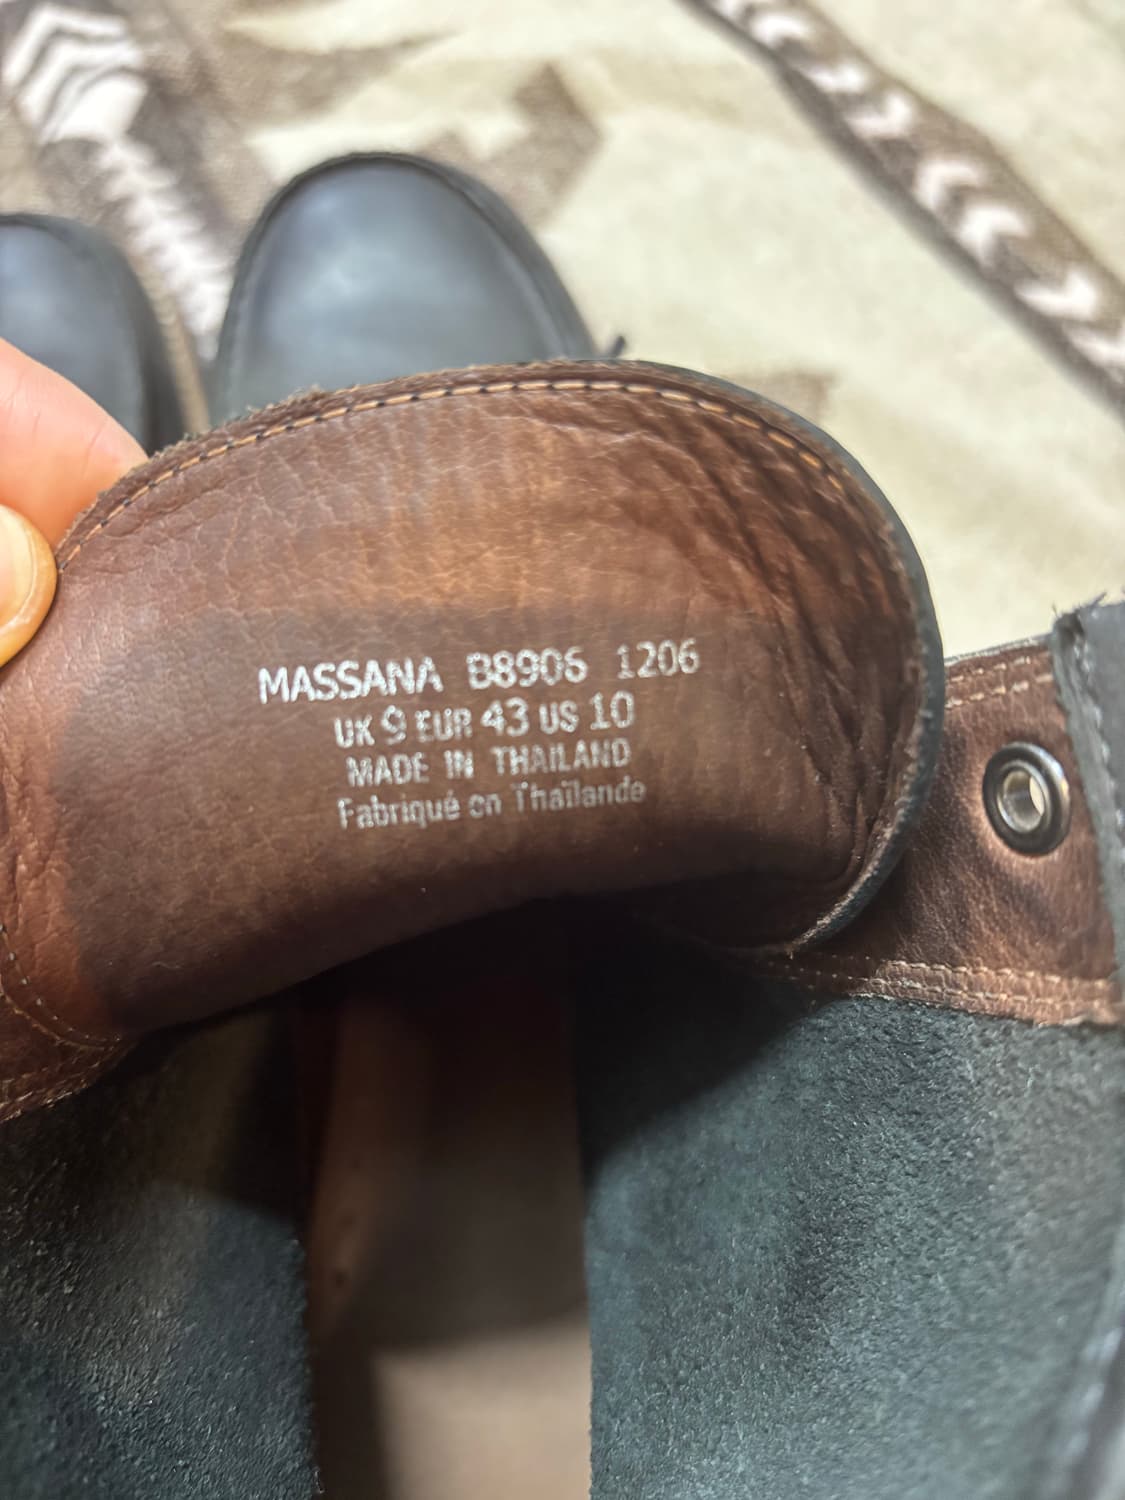 MASSANA B8906 1206
UK 9 EUR 43 US 10
MADE IN THAILAND
Fabriqué en Thaïlande